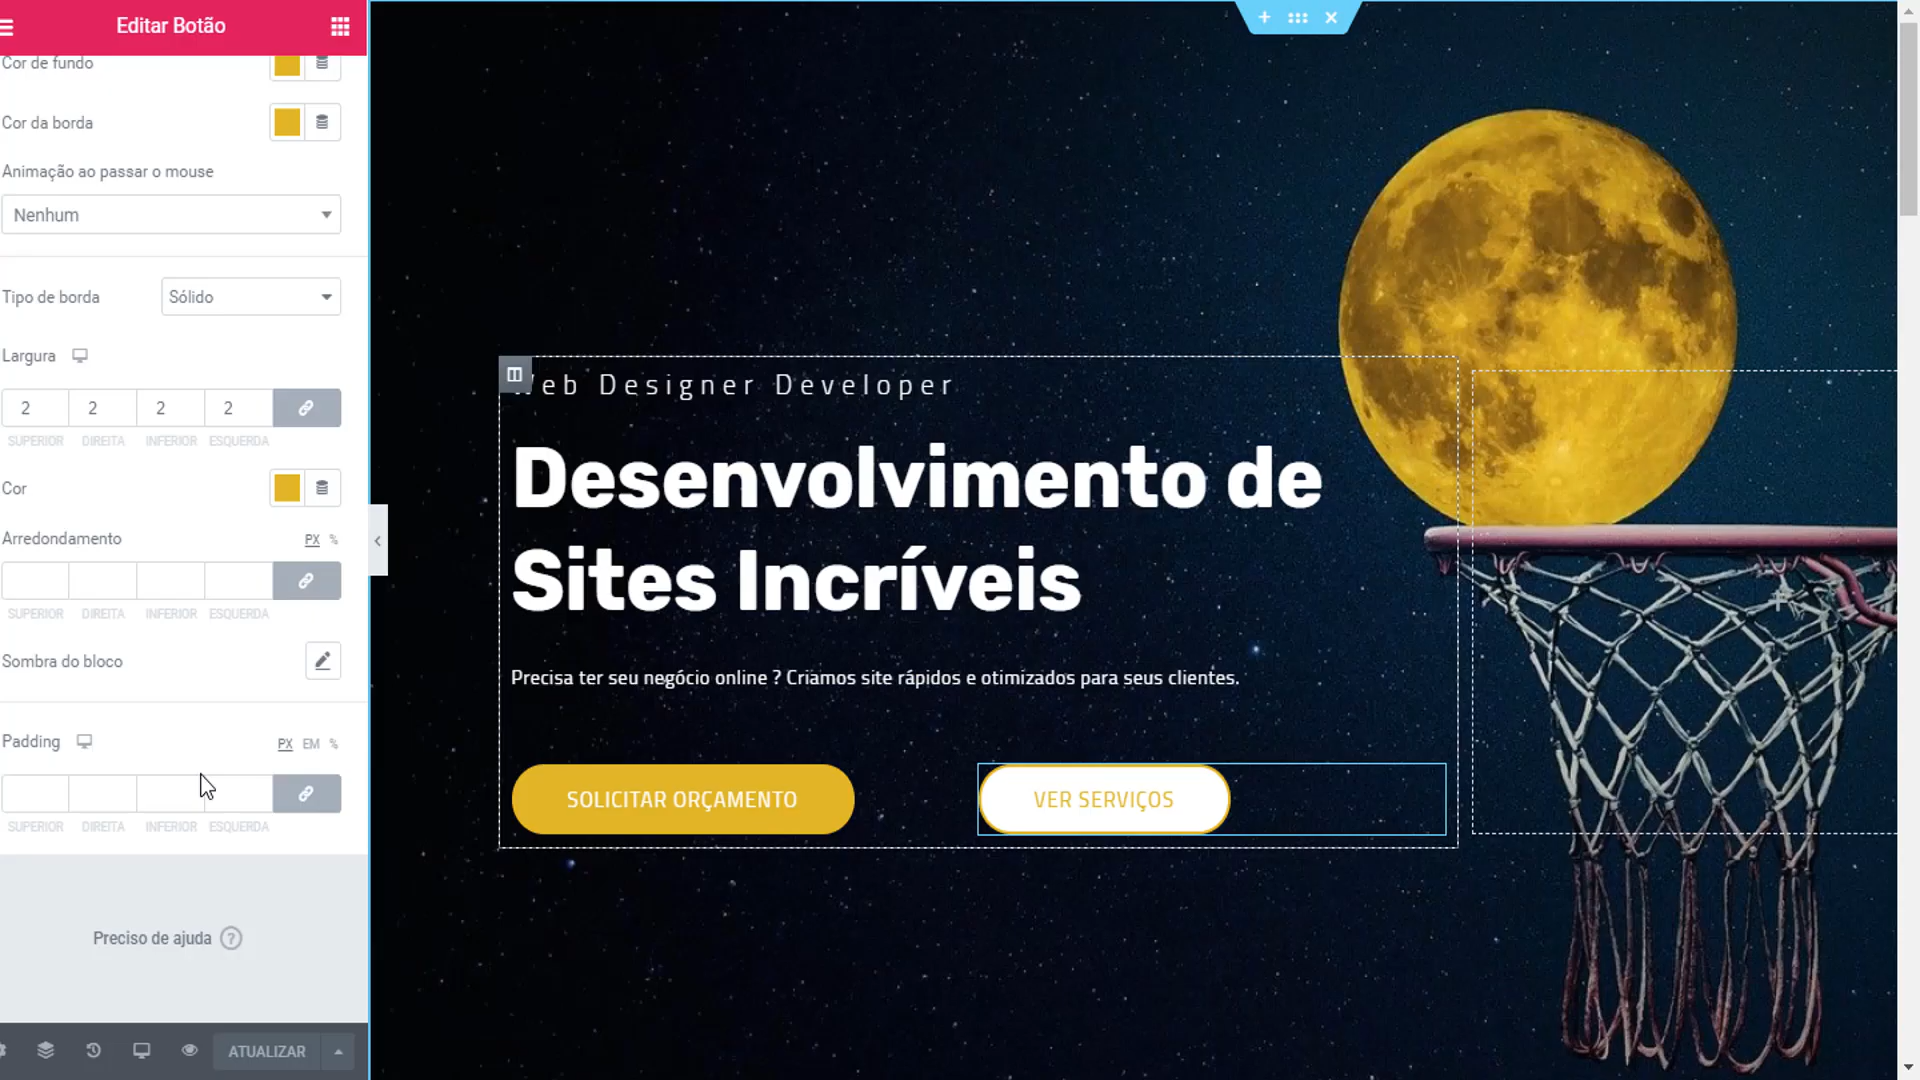 Editar Botão
Cor de fundo
Cor da borda
Animação ao passar o mouse
Nenhum
Tipo de borda
Sólido
Largura
2 2 2 2
SUPERIOR DIREITA INFERIOR ESQUERDA
Cor
Arredondamento PX %
SUPERIOR DIREITA INFERIOR ESQUERDA
Sombra do bloco
Padding PX EM %
SUPERIOR DIREITA INFERIOR ESQUERDA
Preciso de ajuda ?
ATUALIZAR
Web Designer Developer
Desenvolvimento de
Sites Incríveis
Precisa ter seu negócio online ? Criamos site rápidos e otimizados para seus clientes.
SOLICITAR ORÇAMENTO
VER SERVIÇOS